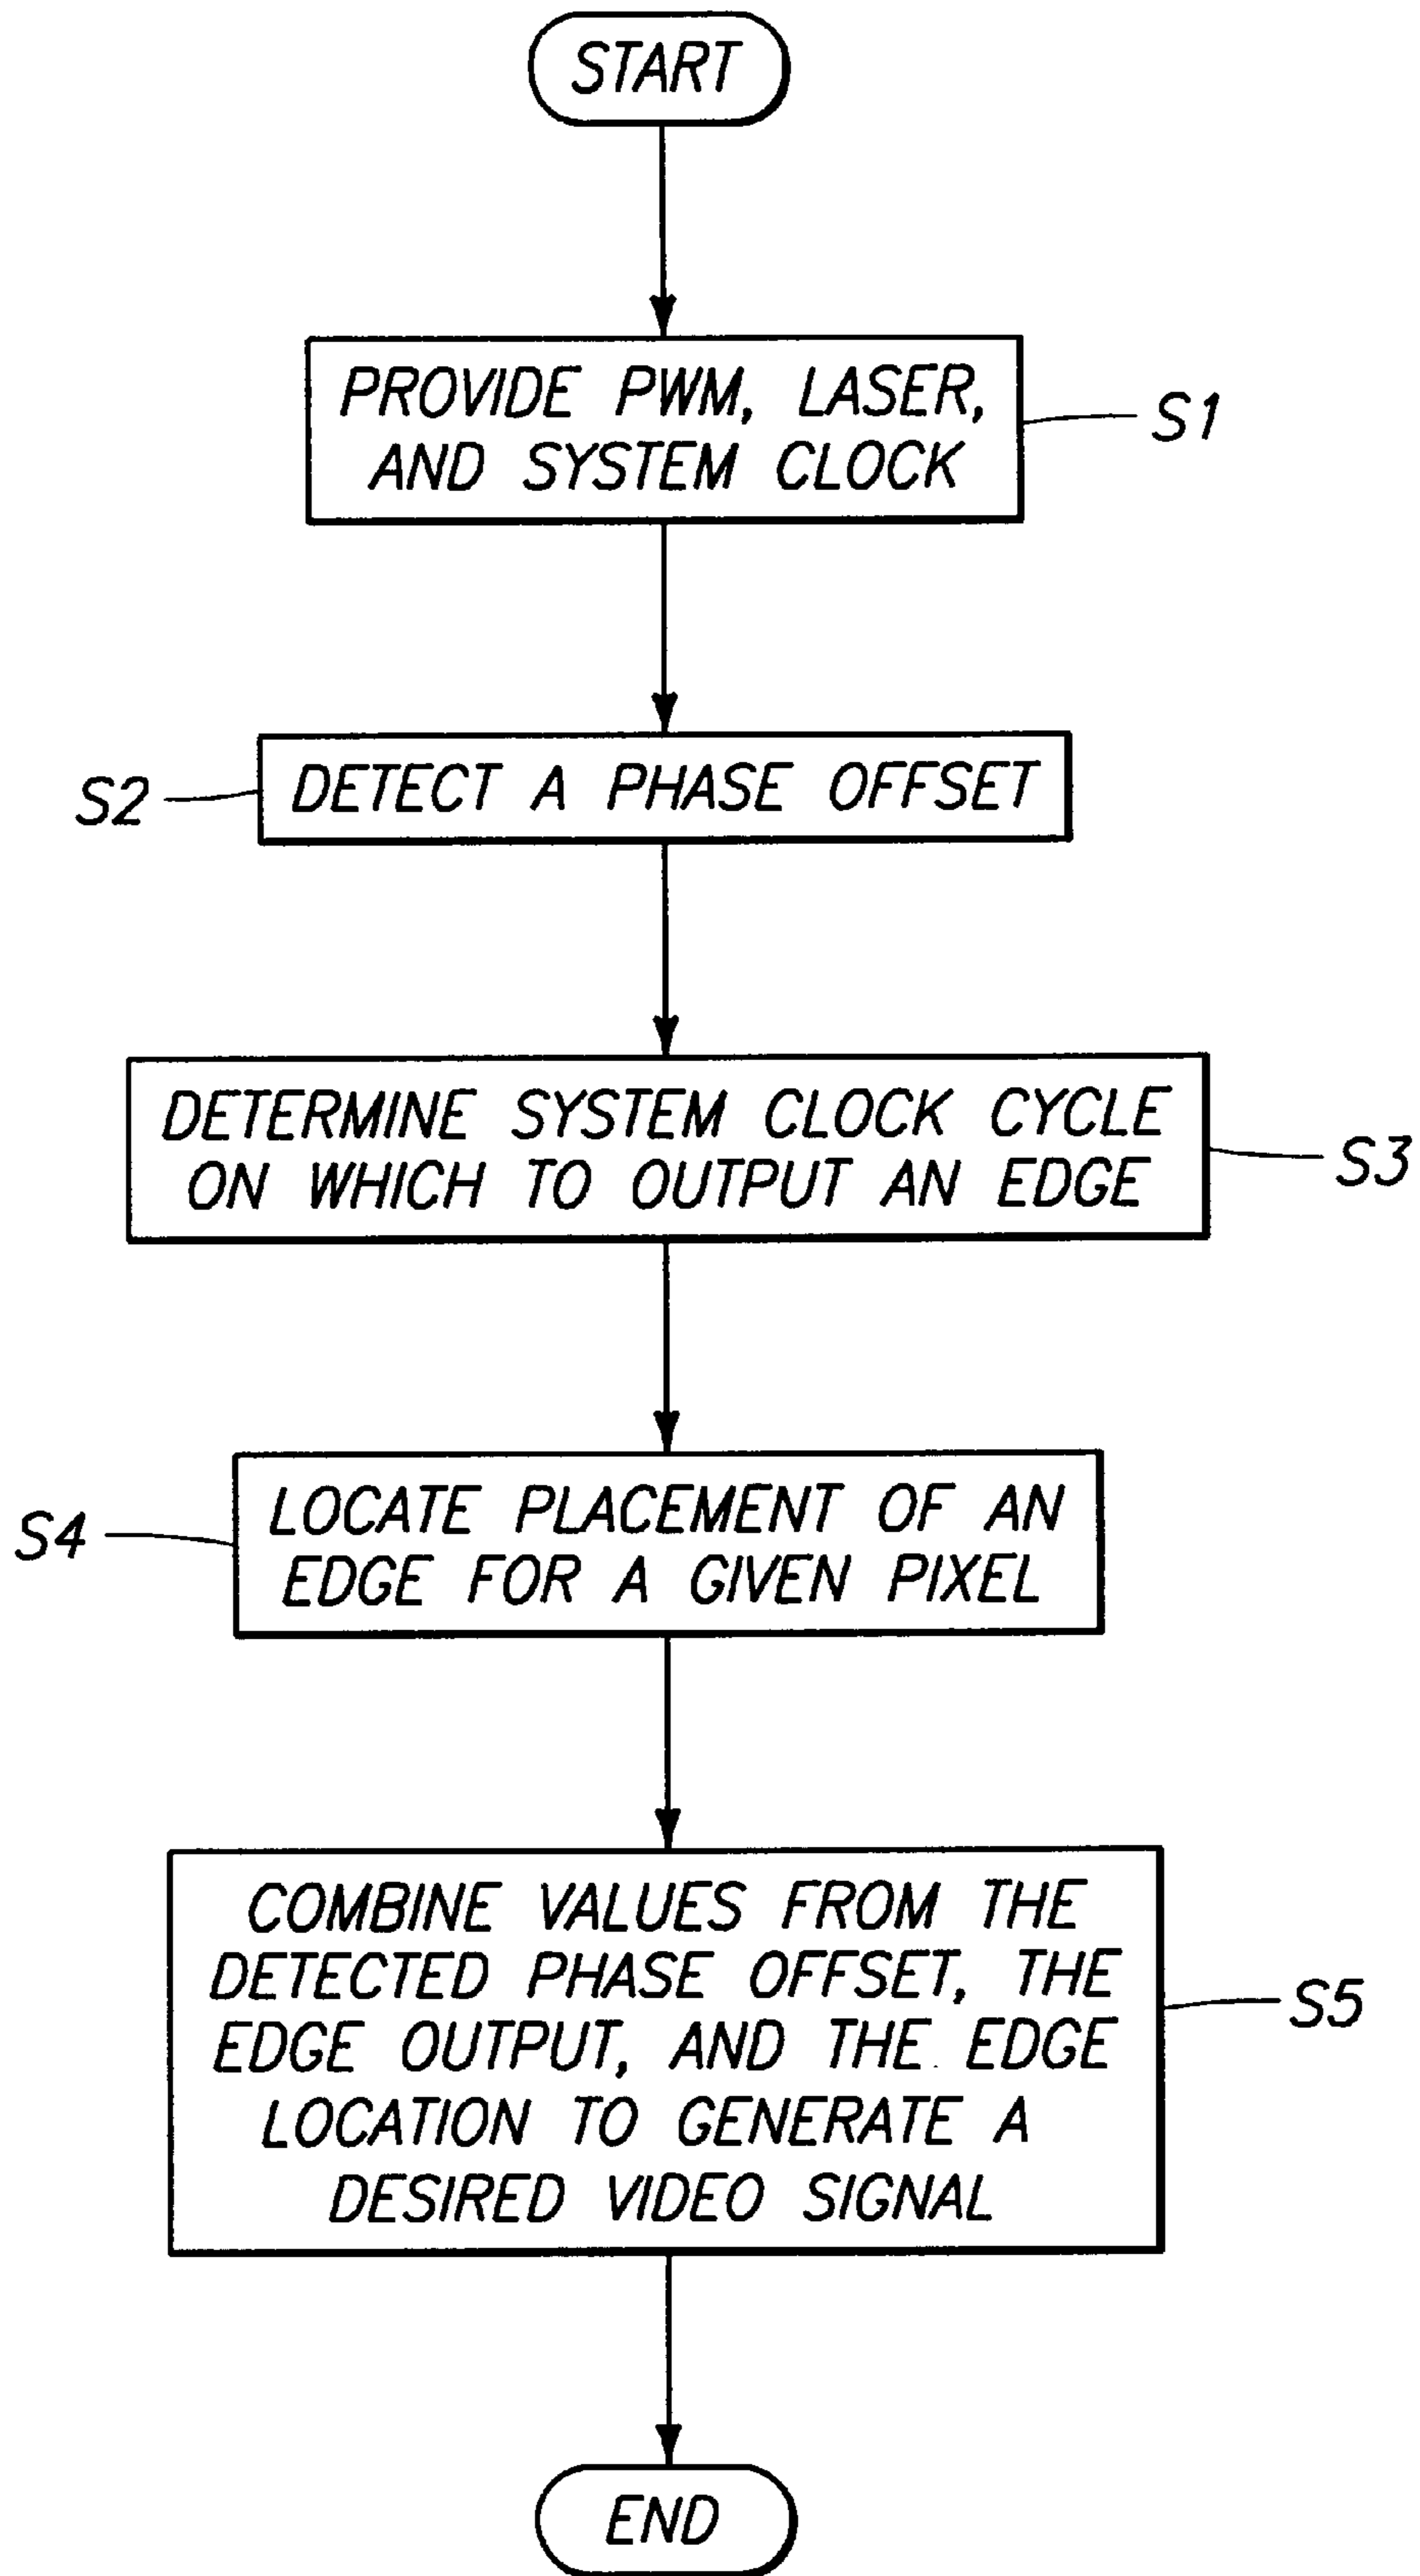 START
PROVIDE PWM, LASER,
AND SYSTEM CLOCK
S1
S2
DETECT A PHASE OFFSET
DETERMINE SYSTEM CLOCK CYCLE
ON WHICH TO OUTPUT AN EDGE
S3
S4
LOCATE PLACEMENT OF AN
EDGE FOR A GIVEN PIXEL
COMBINE VALUES FROM THE
DETECTED PHASE OFFSET, THE
EDGE OUTPUT, AND THE EDGE
LOCATION TO GENERATE A
DESIRED VIDEO SIGNAL
S5
END